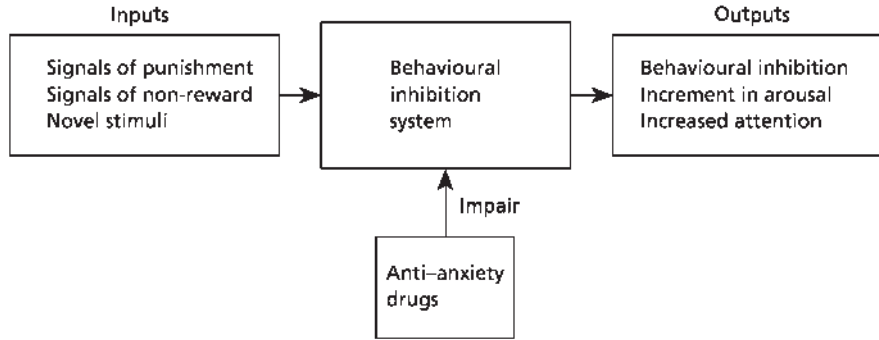 Inputs
Outputs
Signals of punishment
Signals of non-reward
Novel stimuli
Behavioural
inhibition
system
Behavioural inhibition
Increment in arousal
Increased attention
Impair
Anti–anxiety
drugs